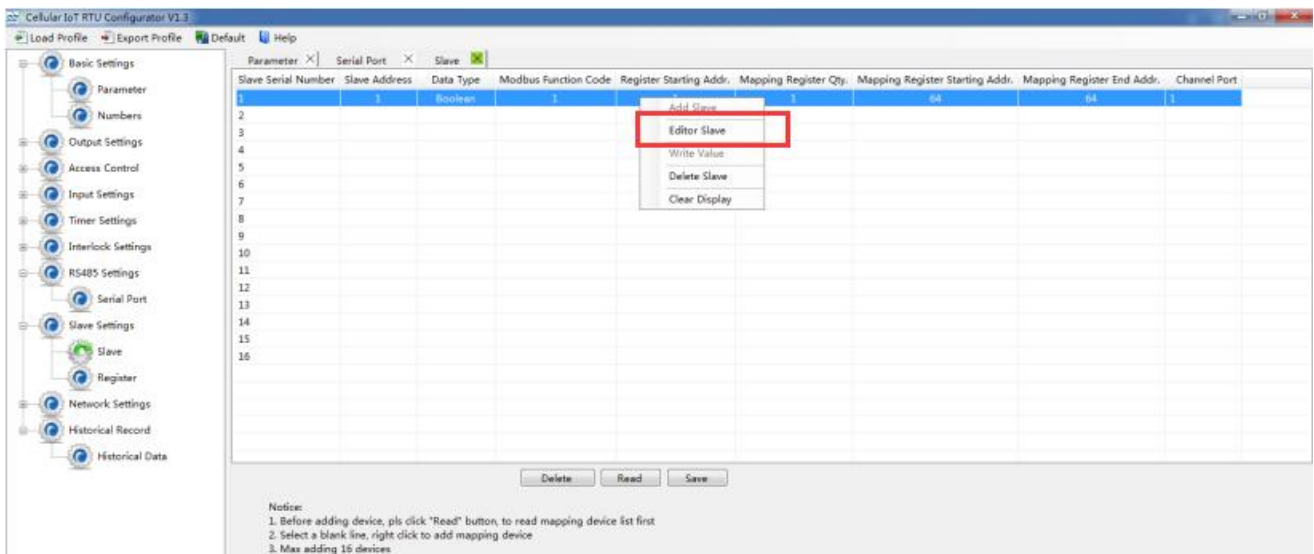 Cellular IoT RTU Configurator V1.3
Load Profile Export Profile Default Help
Basic Settings
Parameter
Numbers
Output Settings
Access Control
Input Settings
Timer Settings
Interlock Settings
RS485 Settings
Serial Port
Slave Settings
Slave
Register
Network Settings
Historical Record
Historical Data
Parameter Serial Port Slave
Slave Serial Number Slave Address Data Type Modbus Function Code Register Starting Addr. Mapping Register Qty. Mapping Register Starting Addr. Mapping Register End Addr. Channel Port
1 1 Boolean 1 1 64 64 1
2
3
4
5
6
7
8
9
10
11
12
13
14
15
16
Add Slave
Editor Slave
Write Value
Delete Slave
Clear Display
Delete Read Save
Notice:
1. Before adding device, pls click "Read" button, to read mapping device list first
2. Select a blank line, right click to add mapping device
3. Max adding 16 devices